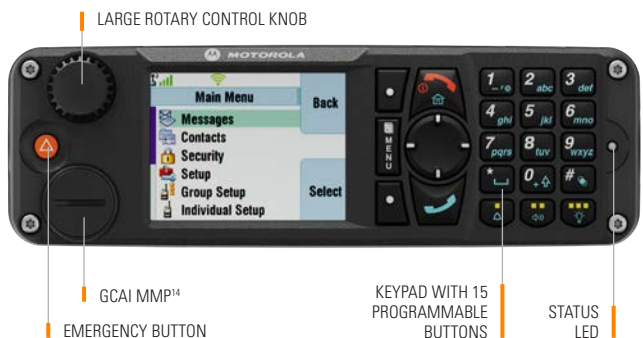 LARGE ROTARY CONTROL KNOB
MOTOROLA
Main Menu
Back
Messages
Contacts
Security
Setup
Group Setup
Select
Individual Setup
MENU
1
2 abc
3 def
4 ghi
5 jkl
6 mno
7 pqrs
8 tuv
9 wxyz
*
0 +
#
GCAI MMP¹⁴
EMERGENCY BUTTON
KEYPAD WITH 15
PROGRAMMABLE
BUTTONS
STATUS
LED